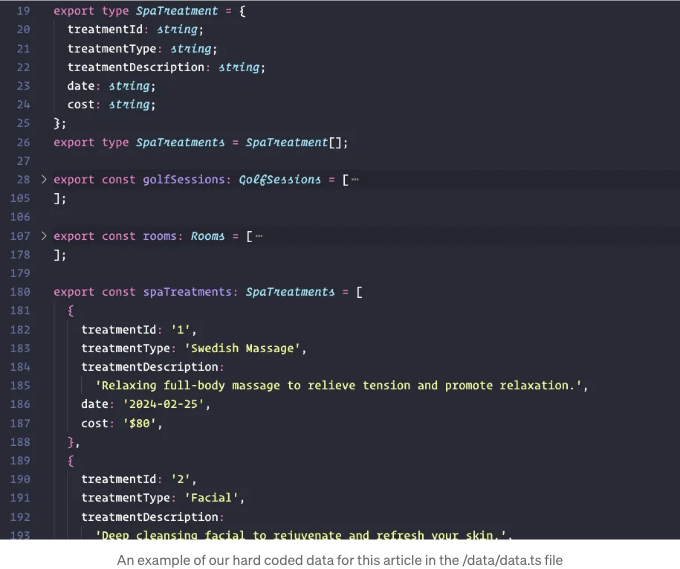 19 export type SpaTreatment = {
20 treatmentId: string;
21 treatmentType: string;
22 treatmentDescription: string;
23 date: string;
24 cost: string;
25 };
26 export type SpaTreatments = SpaTreatment[];
27
28 > export const golfSessions: GolfSessions = [ ⋯
105 ];
106
107 > export const rooms: Rooms = [ ⋯
178 ];
179
180 export const spaTreatments: SpaTreatments = [
181 {
182 treatmentId: '1',
183 treatmentType: 'Swedish Massage',
184 treatmentDescription:
185 'Relaxing full-body massage to relieve tension and promote relaxation.',
186 date: '2024-02-25',
187 cost: '$80',
188 },
189 {
190 treatmentId: '2',
191 treatmentType: 'Facial',
192 treatmentDescription:
193 'Deep cleansing facial to rejuvenate and refresh your skin.',
An example of our hard coded data for this article in the /data/data.ts file